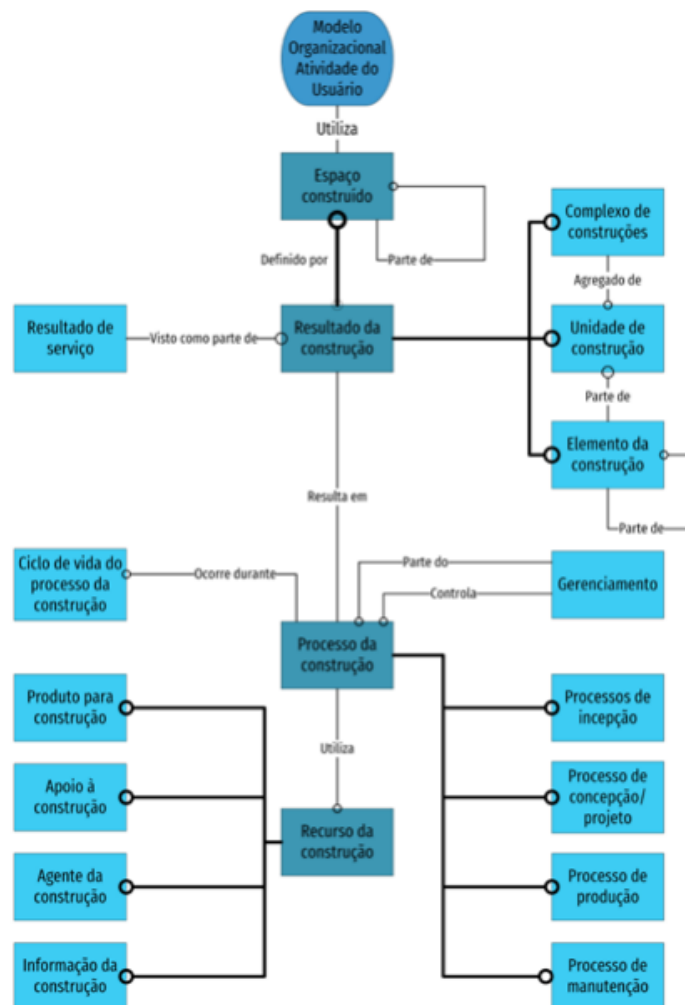 Modelo
Organizacional
Atividade do
Usuário
Utiliza
Espaço
construído
Definido por
Parte de
Complexo de
construções
Agregado de
Resultado de
serviço
Visto como parte de
Resultado da
construção
Unidade de
construção
Parte de
Elemento da
construção
Parte de
Resulta em
Ciclo de vida do
processo da
construção
Ocorre durante
Parte do
Controla
Gerenciamento
Processo da
construção
Produto para
construção
Utiliza
Processos de
incepção
Apoio à
construção
Recurso da
construção
Processo de
concepção/
projeto
Agente da
construção
Processo de
produção
Informação da
construção
Processo de
manutenção